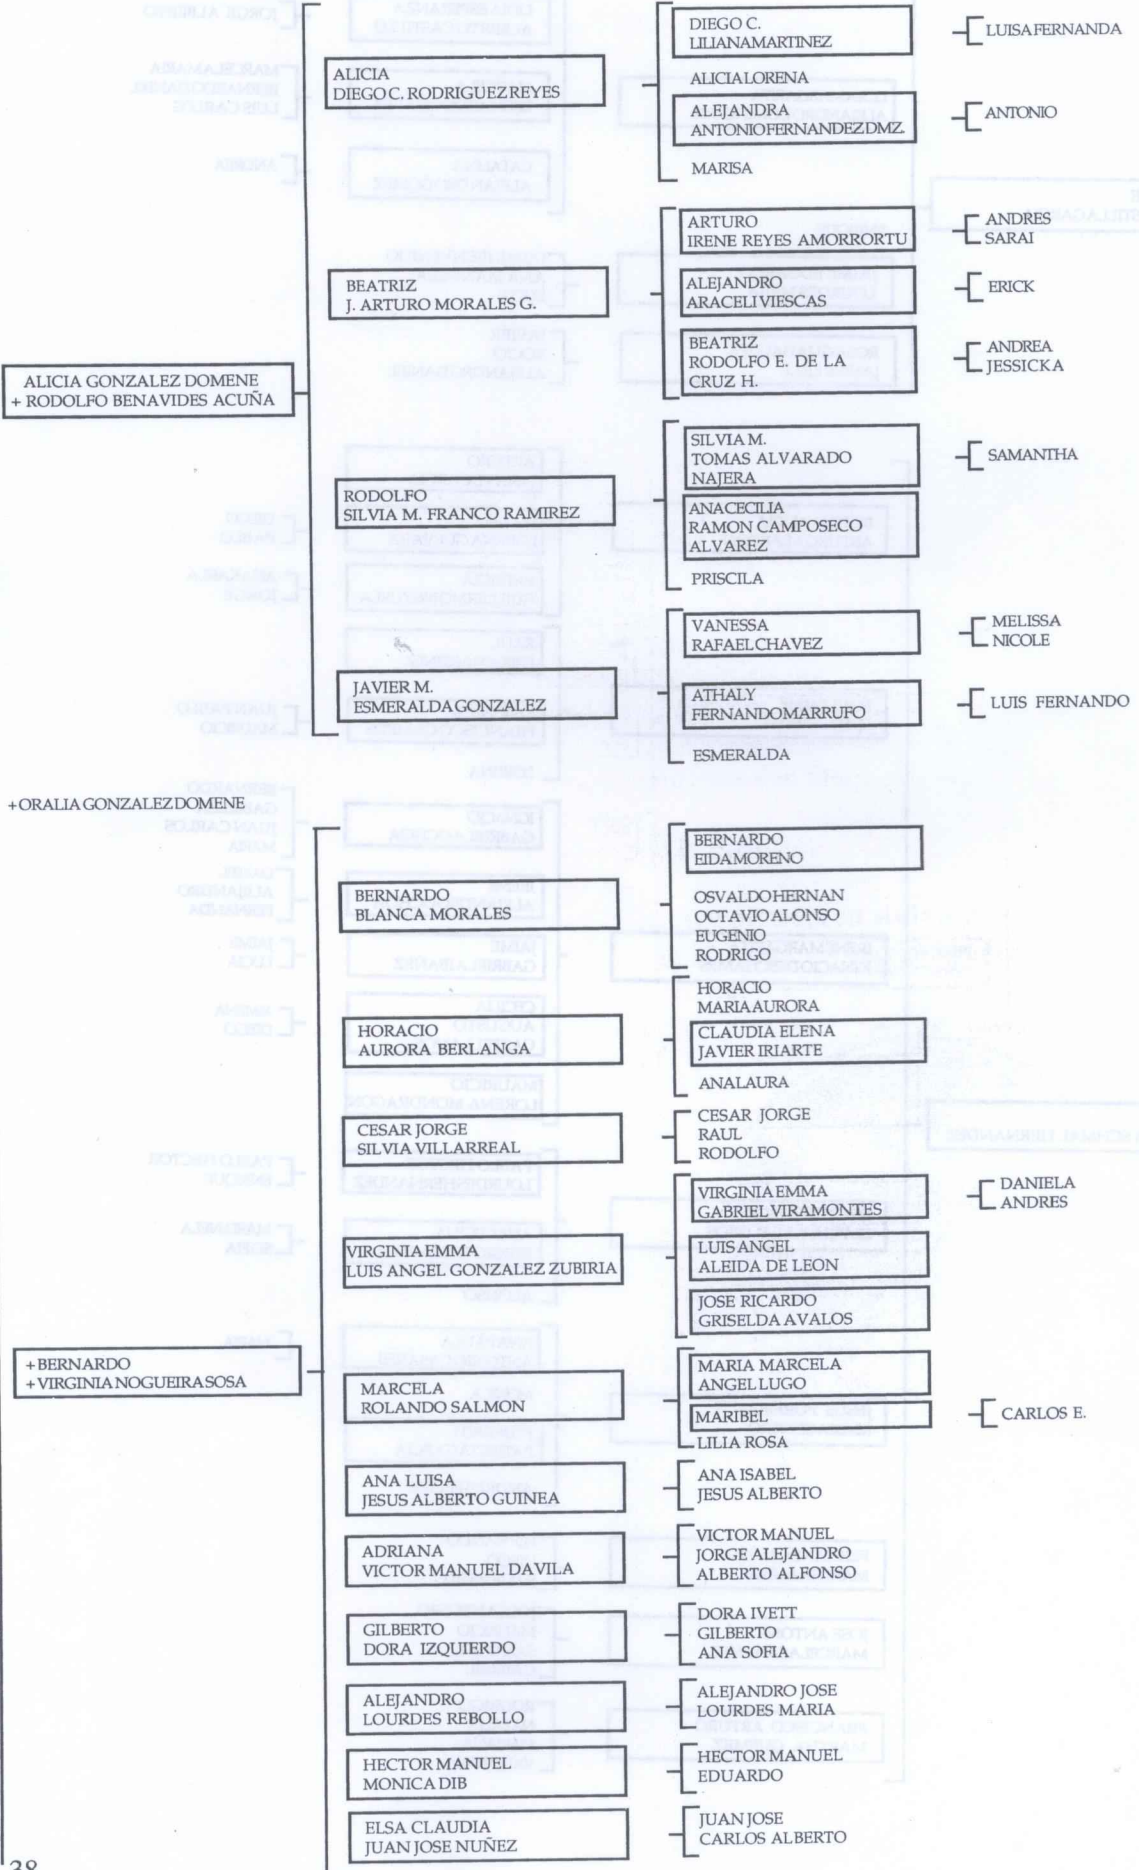 DIEGO C.
LILIANA MARTINEZ
LUISA FERNANDA
ALICIA
DIEGO C. RODRIGUEZ REYES
ALICIA LORENA
ALEJANDRA
ANTONIO FERNANDEZ DMZ.
ANTONIO
MARISA
ARTURO
IRENE REYES AMORRORTU
ANDRES
SARAI
BEATRIZ
J. ARTURO MORALES G.
ALEJANDRO
ARACELI VIESCAS
ERICK
BEATRIZ
RODOLFO E. DE LA
CRUZ H.
ANDREA
JESSICKA
ALICIA GONZALEZ DOMENE
+ RODOLFO BENAVIDES ACUÑA
SILVIA M.
TOMAS ALVARADO
NAJERA
SAMANTHA
RODOLFO
SILVIA M. FRANCO RAMIREZ
ANA CECILIA
RAMON CAMPOSECO
ALVAREZ
PRISCILA
VANESSA
RAFAEL CHAVEZ
MELISSA
NICOLE
JAVIER M.
ESMERALDA GONZALEZ
ATHALY
FERNANDO MARRUFO
LUIS FERNANDO
ESMERALDA
+ ORALIA GONZALEZ DOMENE
BERNARDO
EIDA MORENO
BERNARDO
BLANCA MORALES
OSVALDO HERNAN
OCTAVIO ALONSO
EUGENIO
RODRIGO
HORACIO
MARIA AURORA
HORACIO
AURORA BERLANGA
CLAUDIA ELENA
JAVIER IRIARTE
ANA LAURA
CESAR JORGE
SILVIA VILLARREAL
CESAR JORGE
RAUL
RODOLFO
VIRGINIA EMMA
GABRIEL VIRAMONTES
DANIELA
ANDRES
VIRGINIA EMMA
LUIS ANGEL GONZALEZ ZUBIRIA
LUIS ANGEL
ALEIDA DE LEON
JOSE RICARDO
GRISELDA AVALOS
+ BERNARDO
+ VIRGINIA NOGUEIRA SOSA
MARCELA
ROLANDO SALMON
MARIA MARCELA
ANGEL LUGO
MARIBEL
CARLOS E.
LILIA ROSA
ANA LUISA
JESUS ALBERTO GUINEA
ANA ISABEL
JESUS ALBERTO
ADRIANA
VICTOR MANUEL DAVILA
VICTOR MANUEL
JORGE ALEJANDRO
ALBERTO ALFONSO
GILBERTO
DORA IZQUIERDO
DORA IVETT
GILBERTO
ANA SOFIA
ALEJANDRO
LOURDES REBOLLO
ALEJANDRO JOSE
LOURDES MARIA
HECTOR MANUEL
MONICA DIB
HECTOR MANUEL
EDUARDO
ELSA CLAUDIA
JUAN JOSE NUÑEZ
JUAN JOSE
CARLOS ALBERTO
38